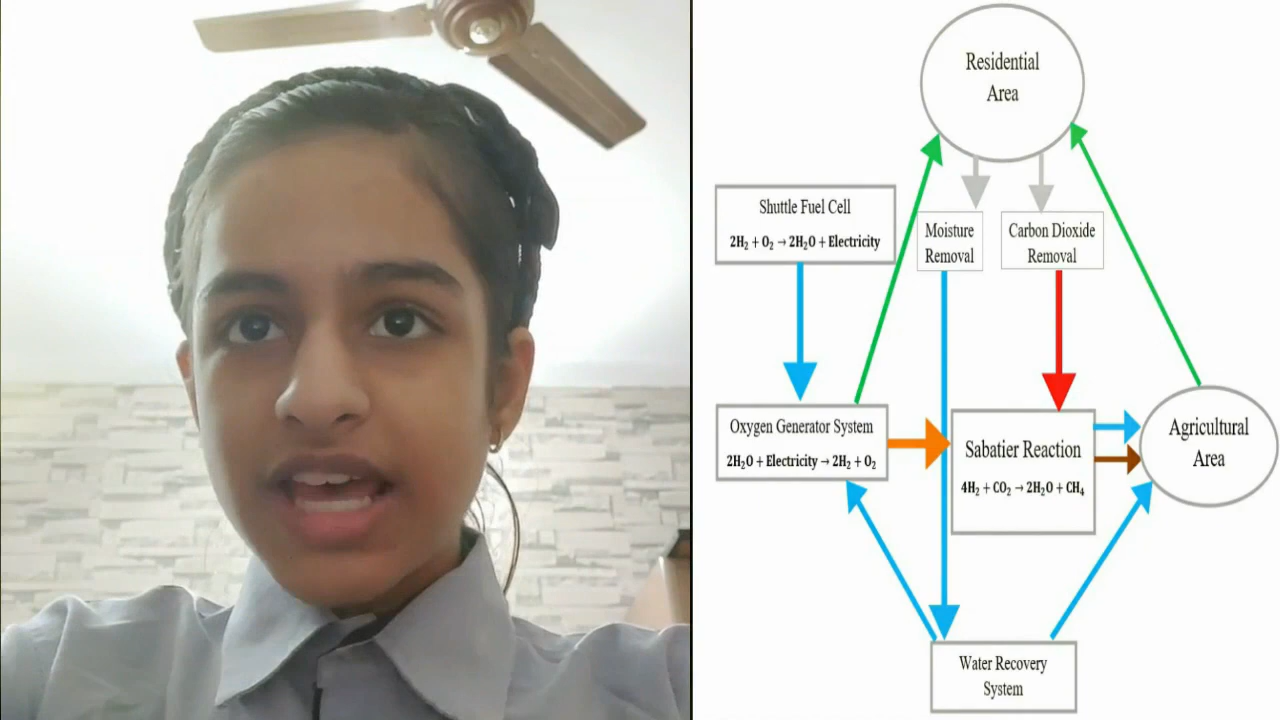 Residential
Area
Shuttle Fuel Cell
2H₂ + O₂ → 2H₂O + Electricity
Moisture
Removal
Carbon Dioxide
Removal
Oxygen Generator System
2H₂O + Electricity → 2H₂ + O₂
Sabatier Reaction
4H₂ + CO₂ → 2H₂O + CH₄
Agricultural
Area
Water Recovery
System